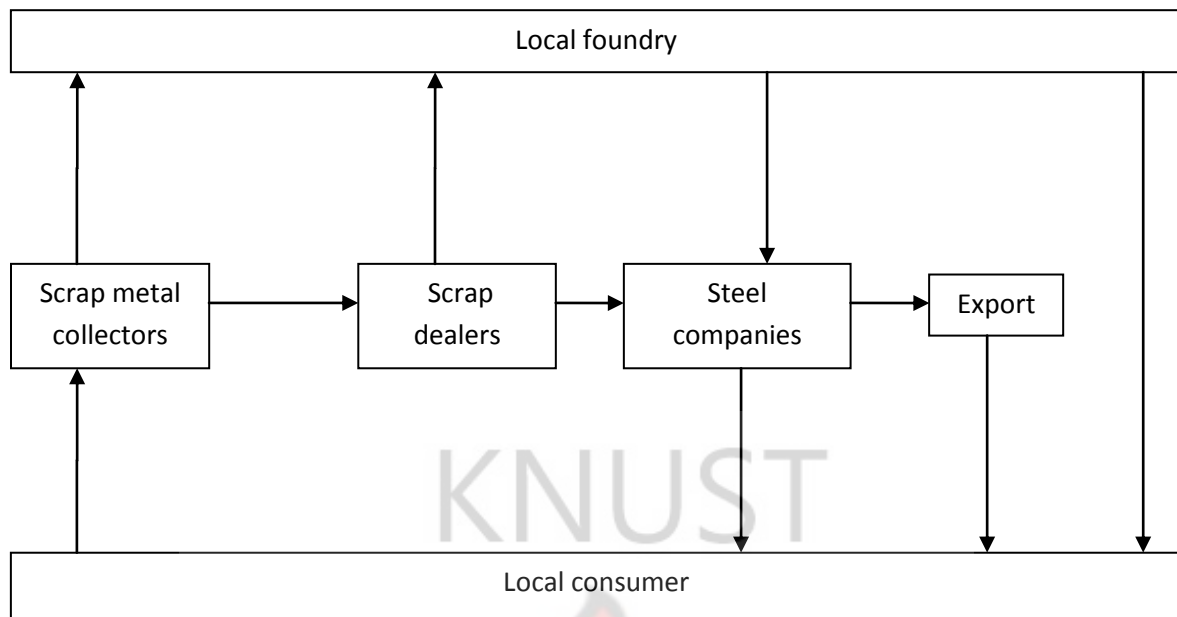 Local foundry
Scrap metal
collectors
Scrap
dealers
Steel
companies
Export
KNUST
Local consumer